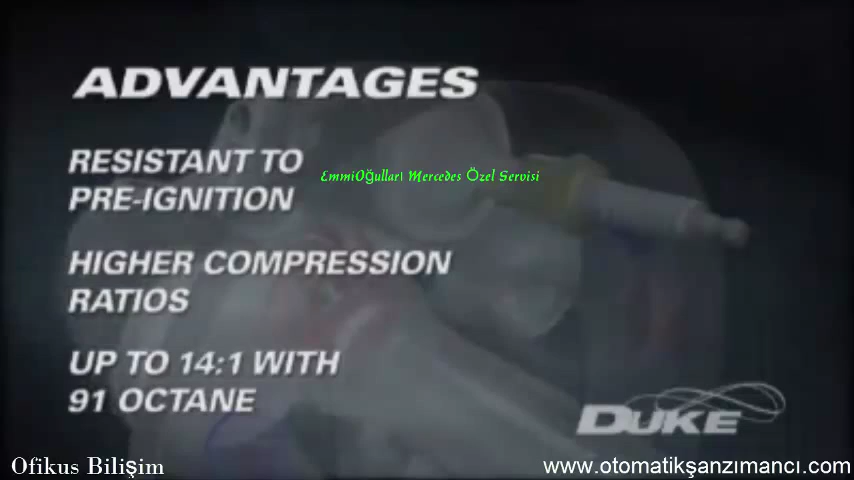 ADVANTAGES
RESISTANT TO
PRE-IGNITION
EmmiOğulları Mercedes Özel Servisi
HIGHER COMPRESSION
RATIOS
UP TO 14:1 WITH
91 OCTANE
DUKE
Ofikus Bilişim
www.otomatikşanzımancı.com